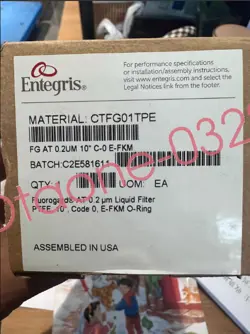 For performance specifications
or installation/assembly instructions,
visit www.entegris.com and select the
Legal Notices link from the footer.
Entegris®
MATERIAL: CTFG01TPE
FG AT 0.2UM 10" C-0 E-FKM
BATCH:C2E581611
QTY: 1 UOM: EA
Fluorogard® AT 0.2 µm Liquid Filter
PTFE, 10", Code 0, E-FKM O-Ring
ASSEMBLED IN USA